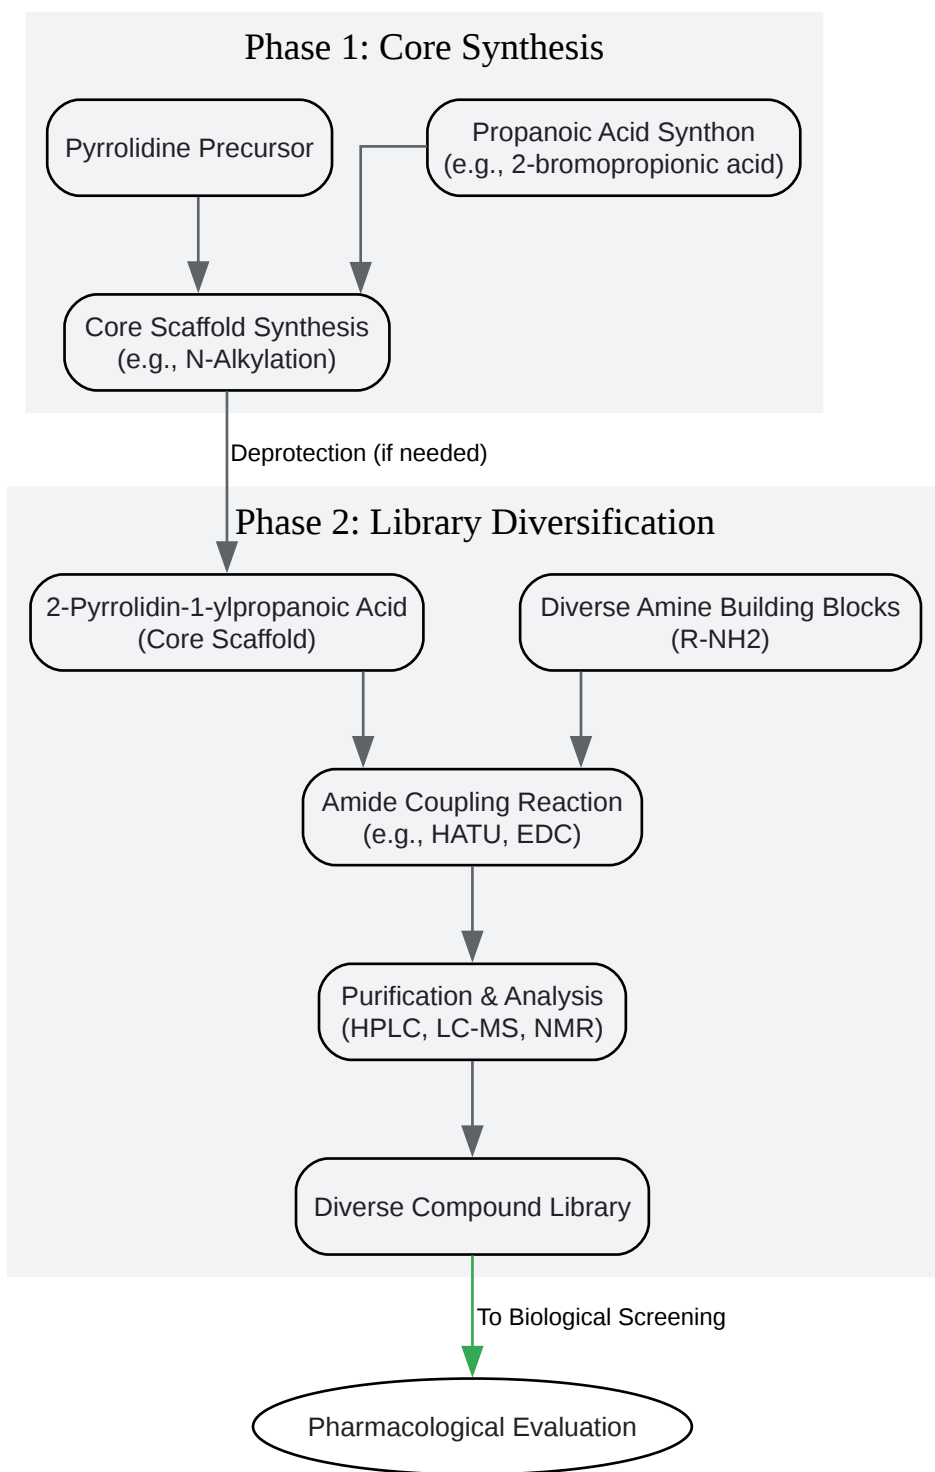 Phase 1: Core Synthesis
Pyrrolidine Precursor
Propanoic Acid Synthon
(e.g., 2-bromopropionic acid)
Core Scaffold Synthesis
(e.g., N-Alkylation)
Deprotection (if needed)
Phase 2: Library Diversification
2-Pyrrolidin-1-ylpropanoic Acid
(Core Scaffold)
Diverse Amine Building Blocks
(R-NH2)
Amide Coupling Reaction
(e.g., HATU, EDC)
Purification & Analysis
(HPLC, LC-MS, NMR)
Diverse Compound Library
To Biological Screening
Pharmacological Evaluation